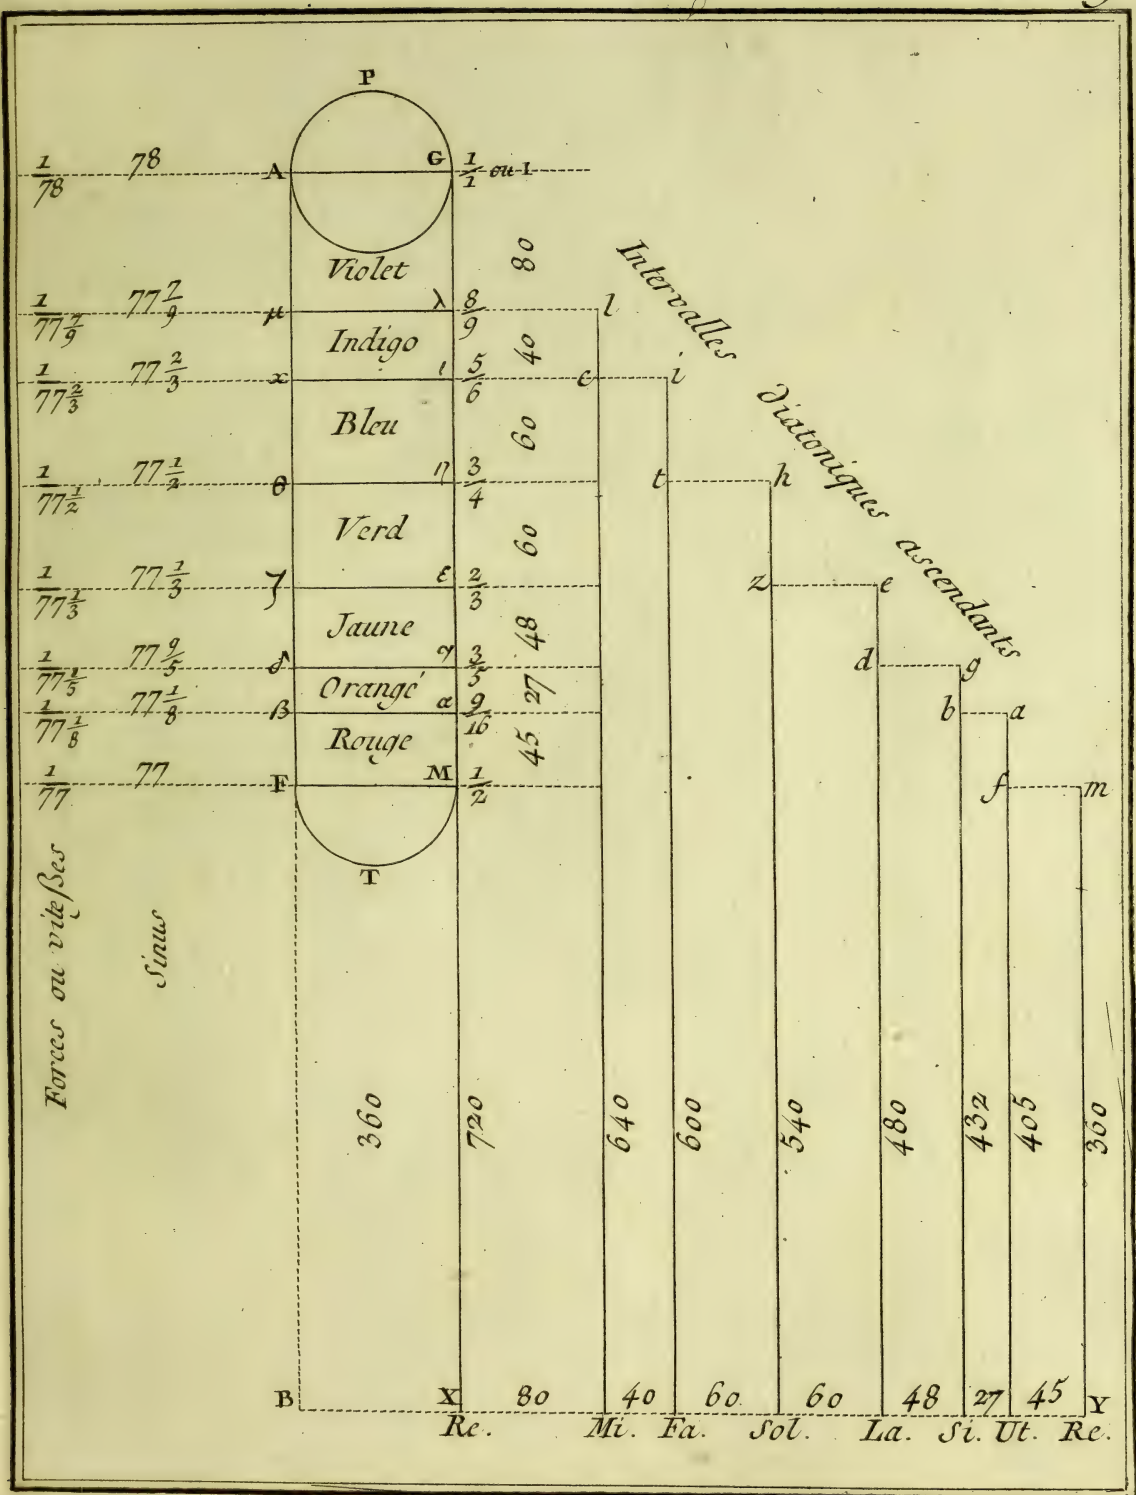 P
1/78 78 A G 1/1 ou 1
Violet 80
1/77 7/9 77 7/9 μ λ 8/9 l
Indigo 40
1/77 2/3 77 2/3 x ι 5/6 c i
Bleu 60
1/77 1/2 77 1/2 θ η 3/4 t h
Verd 60
1/77 1/3 77 1/3 ζ ε 2/3 z e
Jaune 48
1/77 1/5 77 9/5 δ γ 3/5 d g
Orangé 27
1/77 1/8 77 1/8 β α 9/16 b a
Rouge 45
1/77 77 F M 1/2 f m
T
Intervalles diatoniques ascendants
Forces ou viteßes
Sinus
360 720 640 600 540 480 432 405 360
B X 80 40 60 60 48 27 45 Y
Re. Mi. Fa. Sol. La. Si. Ut. Re.